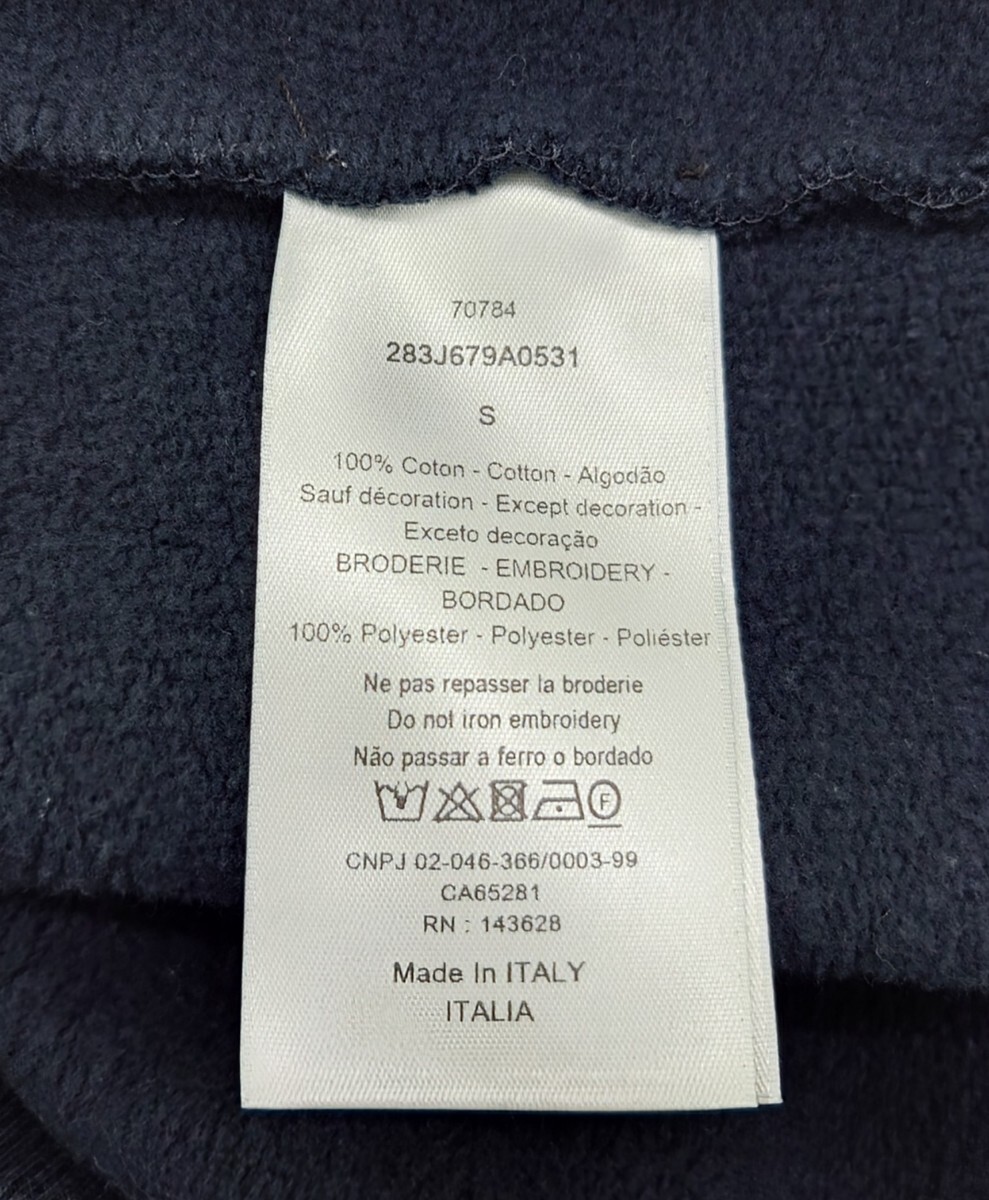 70784
283J679A0531
S
100% Coton - Cotton - Algodão
Sauf décoration - Except decoration -
Exceto decoração
BRODERIE - EMBROIDERY -
BORDADO
100% Polyester - Polyester - Poliéster
Ne pas repasser la broderie
Do not iron embroidery
Não passar a ferro o bordado
F
CNPJ 02-046-366/0003-99
CA65281
RN : 143628
Made In ITALY
ITALIA